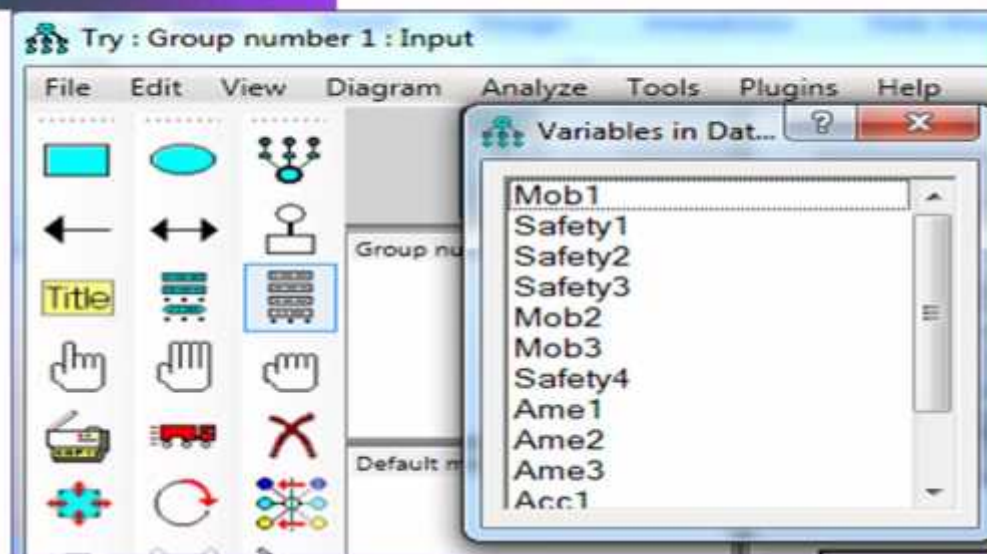 Try : Group number 1 : Input
File Edit View Diagram Analyze Tools Plugins Help
Variables in Dat...
Mob1
Safety1
Safety2
Safety3
Mob2
Mob3
Safety4
Ame1
Ame2
Ame3
Acc1
Group nu
Title
Default m